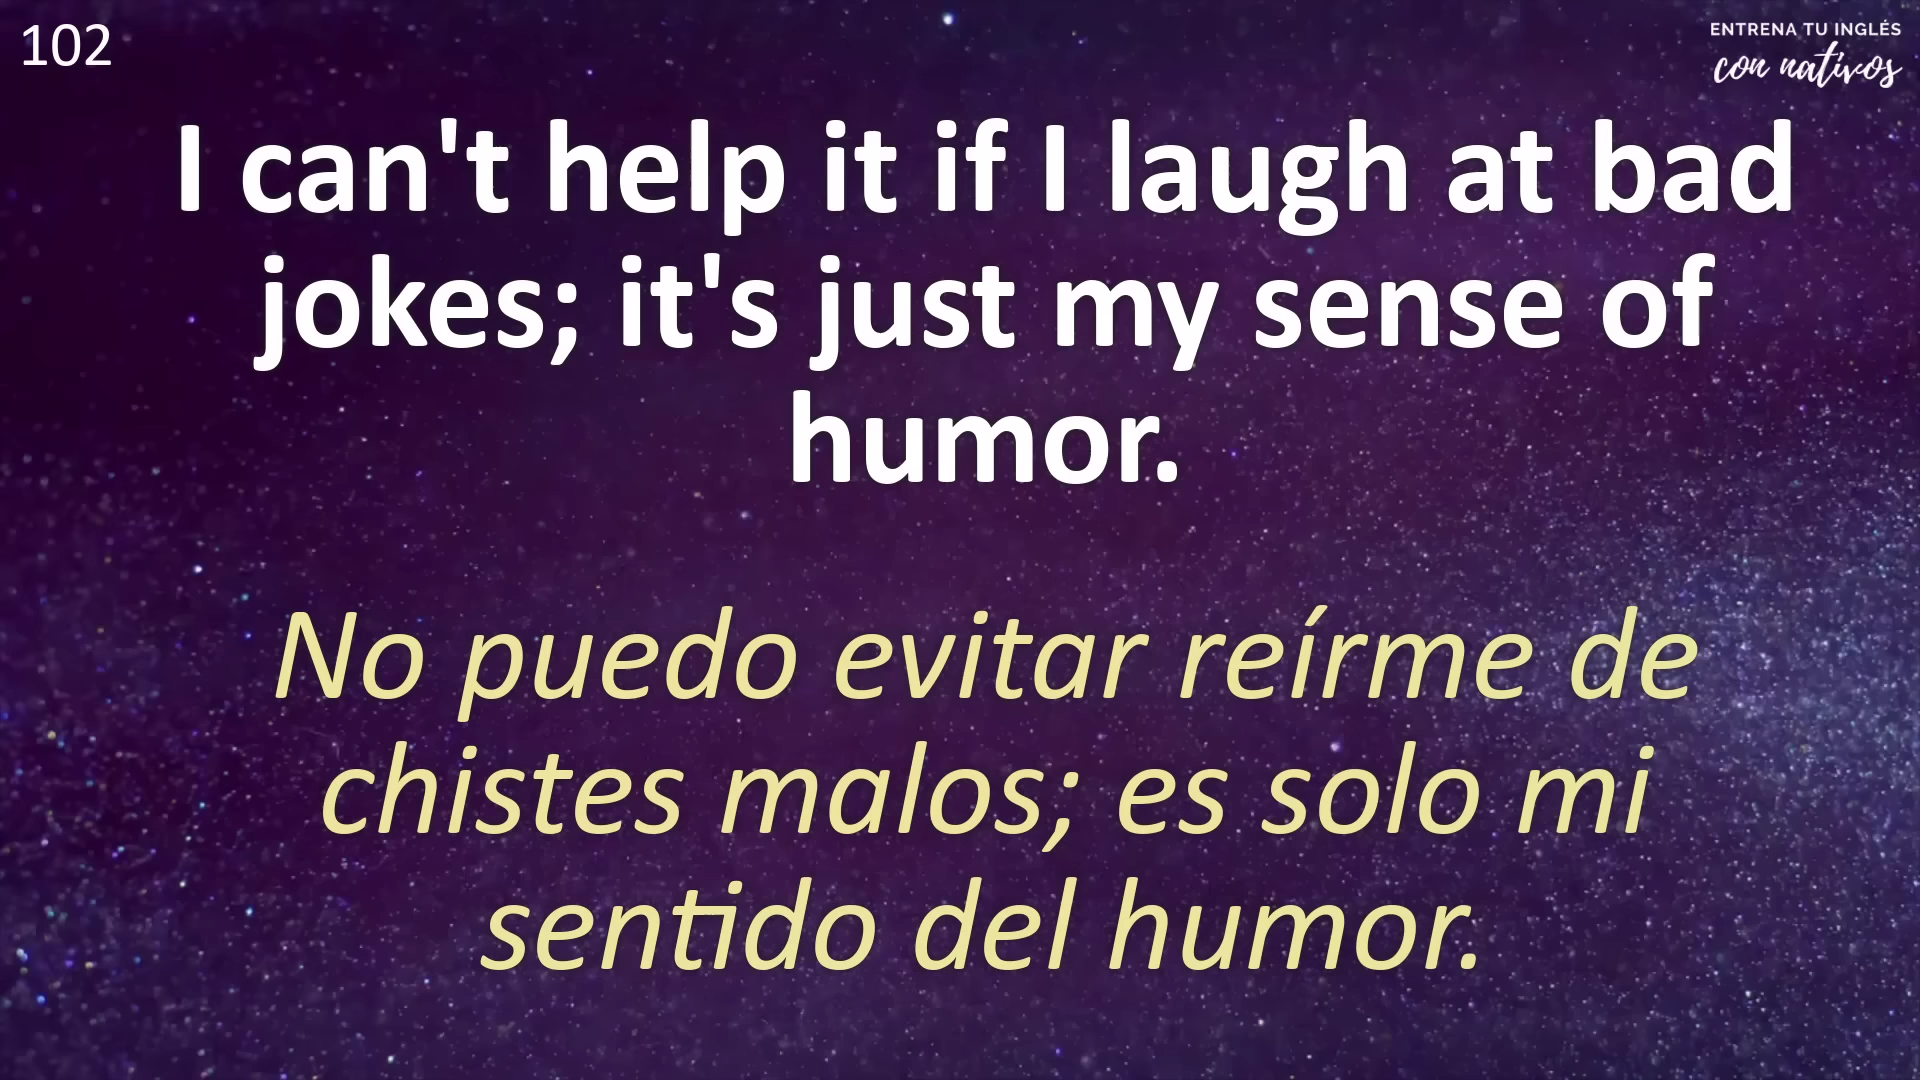 102
ENTRENA TU INGLÉS
con nativos
I can't help it if I laugh at bad
jokes; it's just my sense of
humor.
No puedo evitar reírme de
chistes malos; es solo mi
sentido del humor.